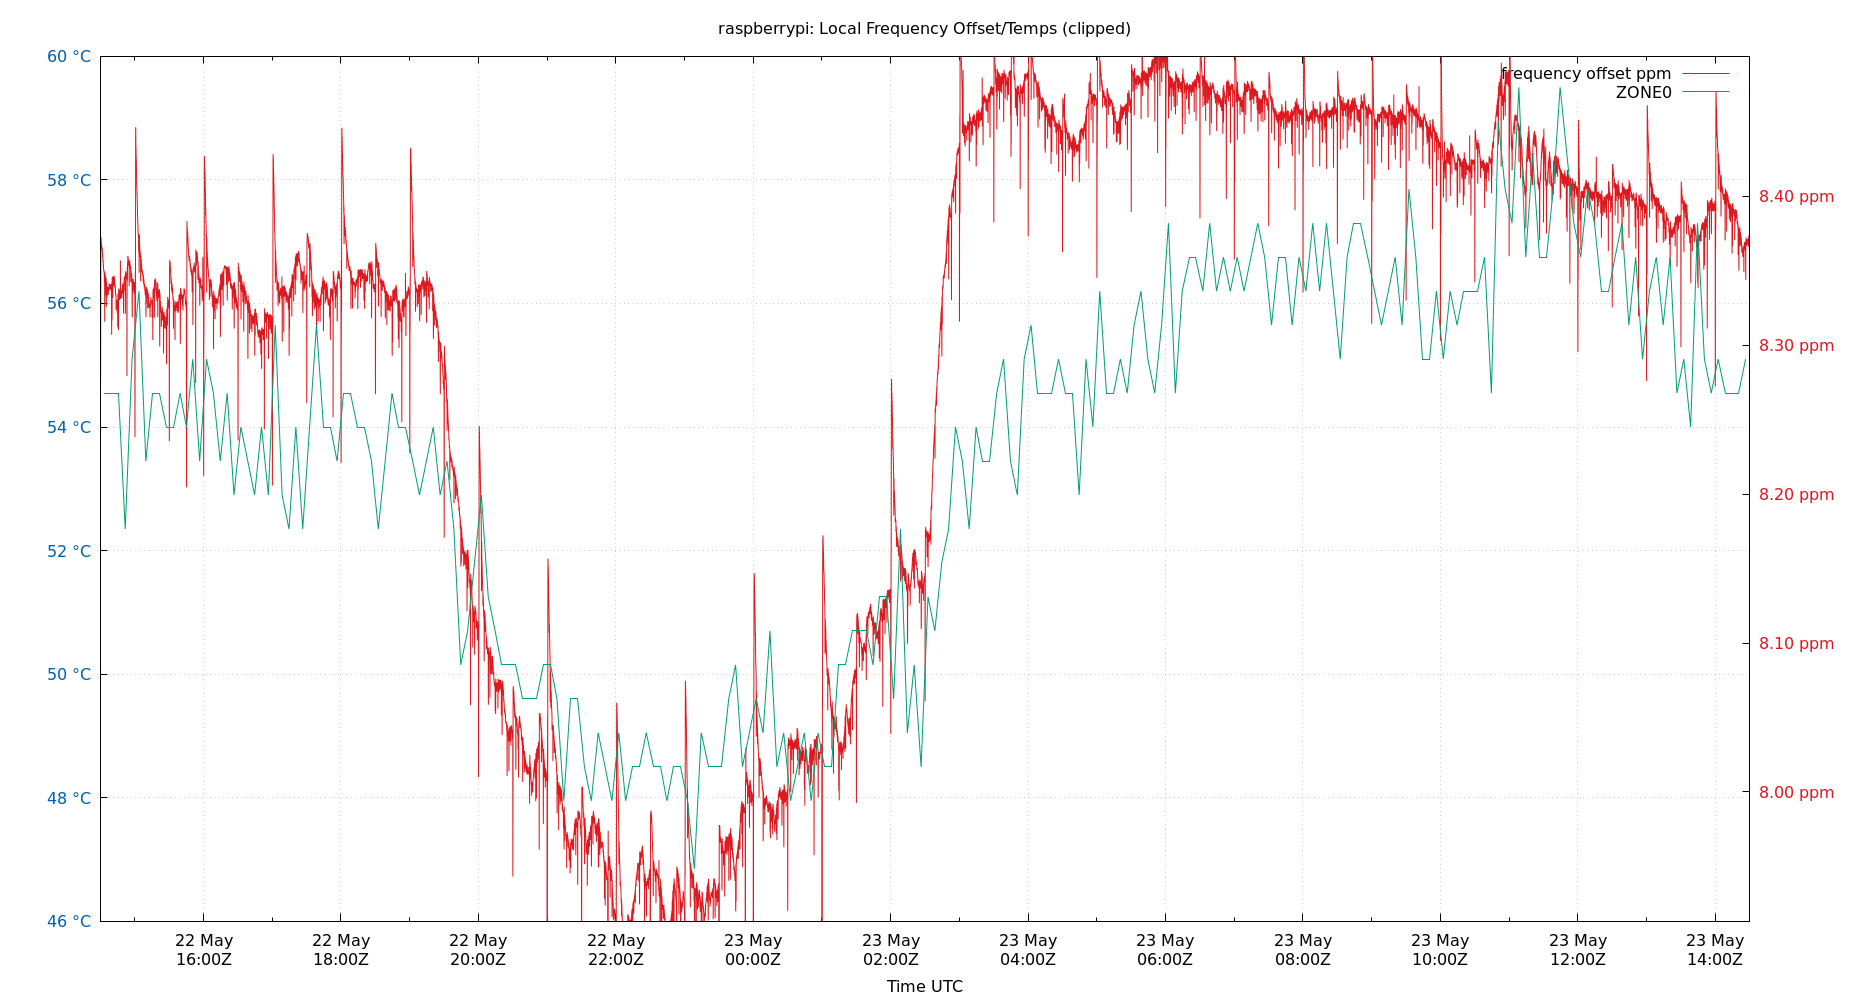 raspberrypi: Local Frequency Offset/Temps (clipped)
60 °C
58 °C
56 °C
54 °C
52 °C
50 °C
48 °C
46 °C
frequency offset ppm
ZONE0
8.40 ppm
8.30 ppm
8.20 ppm
8.10 ppm
8.00 ppm
22 May 22 May 22 May 22 May 23 May 23 May 23 May 23 May 23 May 23 May 23 May 23 May
16:00Z 18:00Z 20:00Z 22:00Z 00:00Z 02:00Z 04:00Z 06:00Z 08:00Z 10:00Z 12:00Z 14:00Z
Time UTC